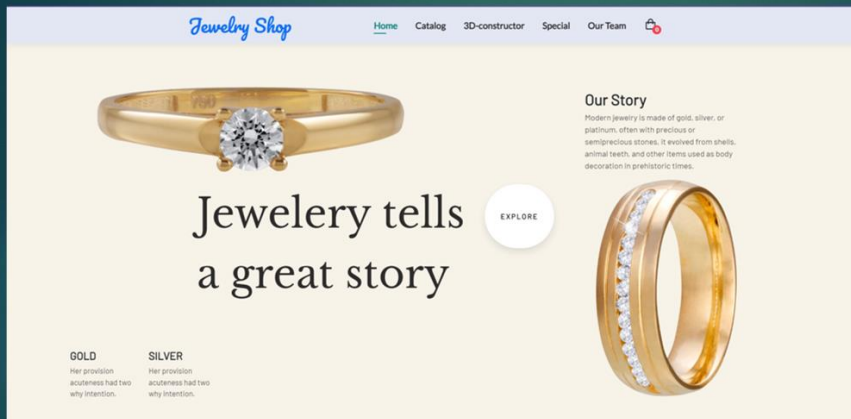 Jewelry Shop
Home Catalog 3D-constructor Special Our Team
0
750
Our Story
Modern jewelry is made of gold, silver, or
platinum, often with precious or
semiprecious stones. It evolved from shells,
animal teeth, and other items used as body
decoration in prehistoric times.
Jewelery tells
a great story
EXPLORE
GOLD
Her provision
acuteness had two
why intention.
SILVER
Her provision
acuteness had two
why intention.